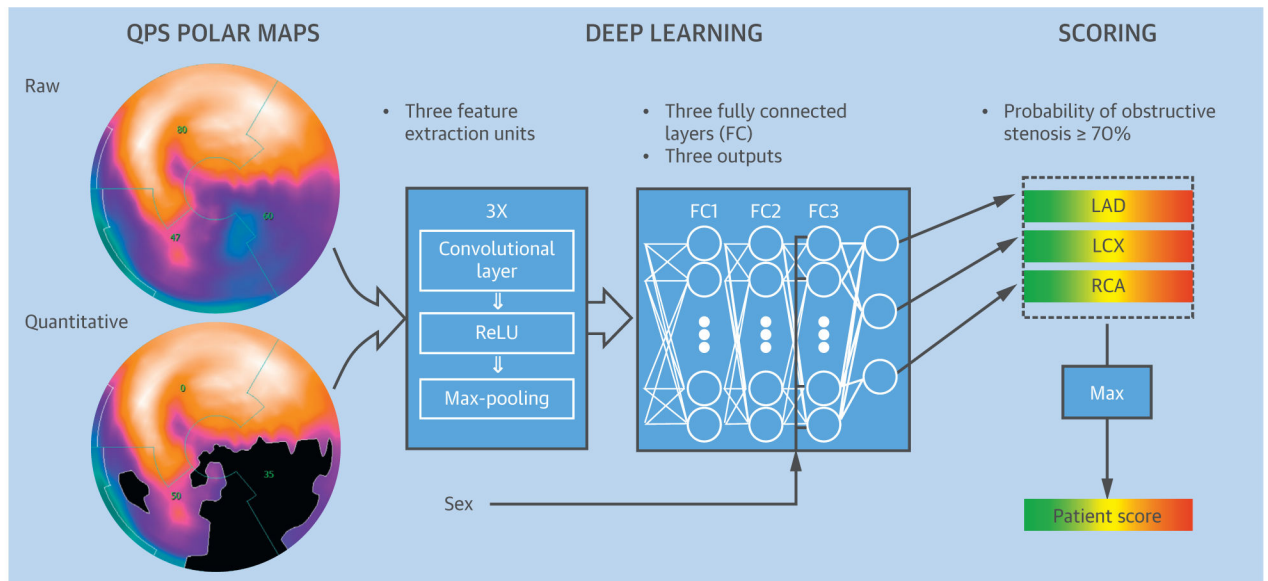 QPS POLAR MAPS
DEEP LEARNING
SCORING
Raw
80
60
47
Quantitative
0
35
50
• Three feature
extraction units
• Three fully connected
layers (FC)
• Three outputs
• Probability of obstructive
stenosis ≥ 70%
3X
Convolutional
layer
⇓
ReLU
⇓
Max-pooling
FC1 FC2 FC3
Sex
LAD
LCX
RCA
Max
Patient score